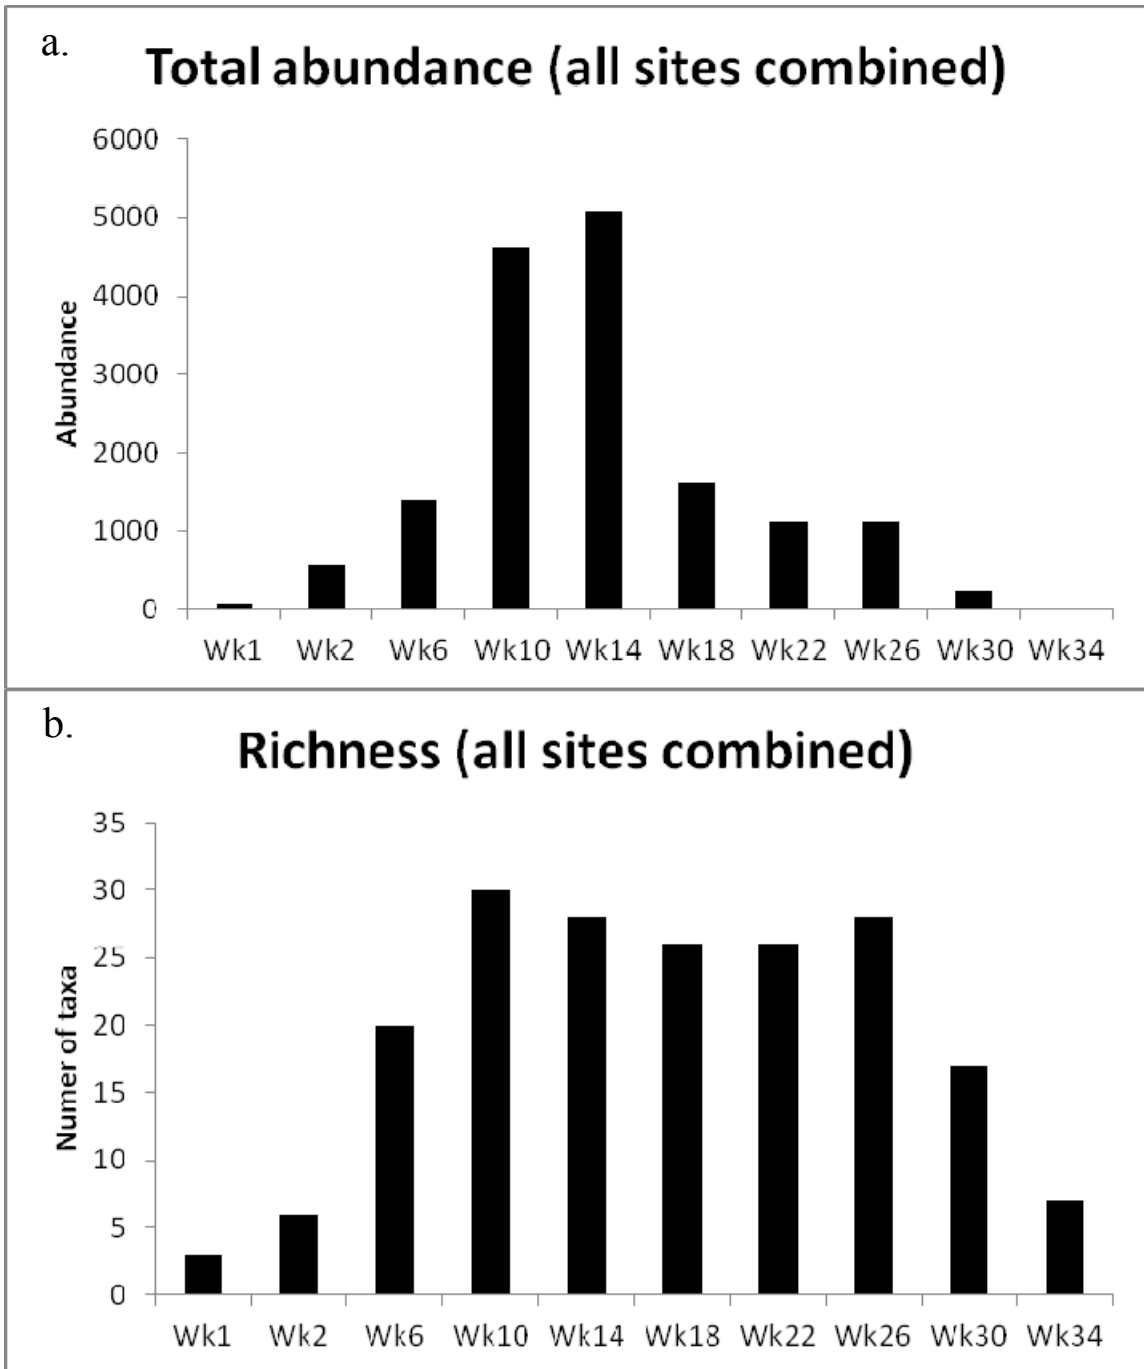 a.
Total abundance (all sites combined)
6000
5000
4000
3000
2000
1000
0
Abundance
Wk1 Wk2 Wk6 Wk10 Wk14 Wk18 Wk22 Wk26 Wk30 Wk34
b.
Richness (all sites combined)
35
30
25
20
15
10
5
0
Numer of taxa
Wk1 Wk2 Wk6 Wk10 Wk14 Wk18 Wk22 Wk26 Wk30 Wk34